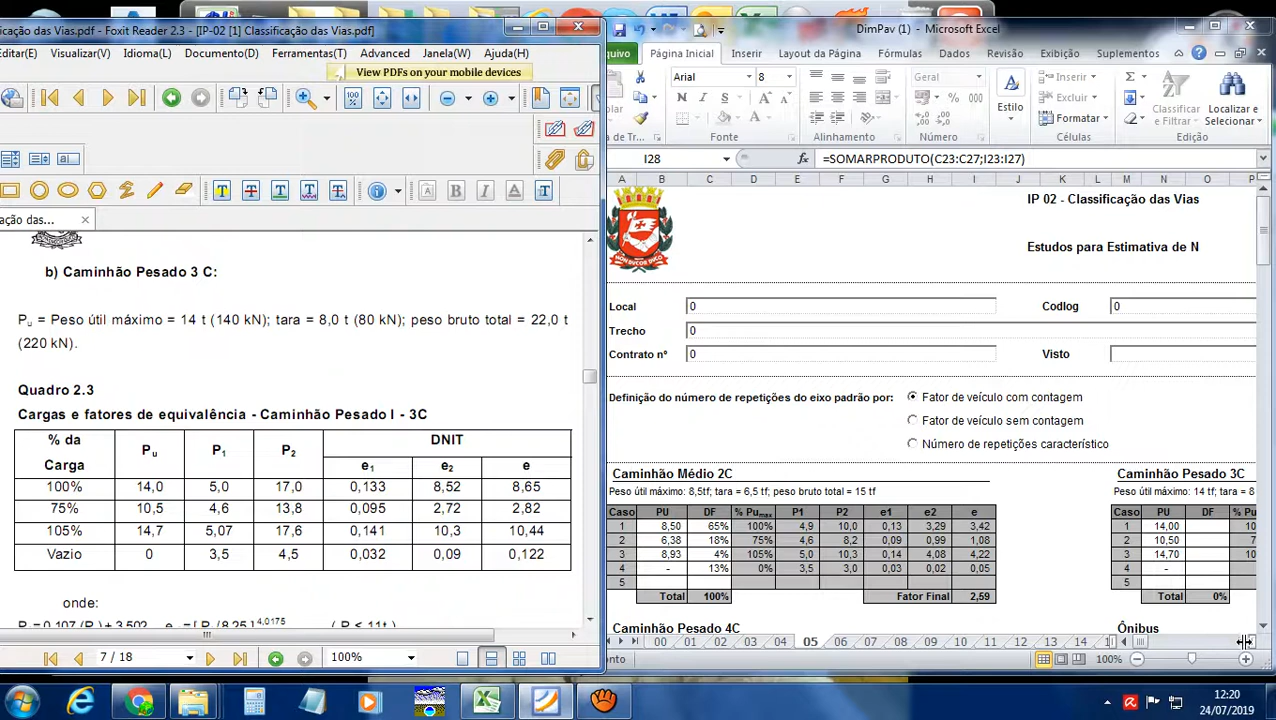 cação das Vias.pdf - Foxit Reader 2.3 - [IP-02 [1] Classificação das Vias.pdf]
Editar(E) Visualizar(V) Idioma(L) Documento(D) Ferramentas(T) Advanced Janela(W) Ajuda(H)
View PDFs on your mobile devices
ação das...
b) Caminhão Pesado 3 C:
Pu = Peso útil máximo = 14 t (140 kN); tara = 8,0 t (80 kN); peso bruto total = 22,0 t
(220 kN).
Quadro 2.3
Cargas e fatores de equivalência - Caminhão Pesado I - 3C
% da Carga Pu P1 P2 DNIT
e1 e2 e
100% 14,0 5,0 17,0 0,133 8,52 8,65
75% 10,5 4,6 13,8 0,095 2,72 2,82
105% 14,7 5,07 17,6 0,141 10,3 10,44
Vazio 0 3,5 4,5 0,032 0,09 0,122
onde:
7 / 18 100%
DimPav (1) - Microsoft Excel
quivo Página Inicial Inserir Layout da Página Fórmulas Dados Revisão Exibição Suplementos
Arial 8 Geral Inserir
N I S Estilo Excluir Classificar e Filtrar Localizar e Selecionar
Formatar
de Tr... Fonte Alinhamento Número Células Edição
I28 fx =SOMARPRODUTO(C23:C27;I23:I27)
A B C D E F G H I J K L M N O P
NON DVCOR DVCO
IP 02 - Classificação das Vias
Estudos para Estimativa de N
Local 0 Codlog 0
Trecho 0
Contrato nº 0 Visto
Definição do número de repetições do eixo padrão por: Fator de veículo com contagem
Fator de veículo sem contagem
Número de repetições característico
Caminhão Médio 2C Caminhão Pesado 3C
Peso útil máximo: 8,5tf; tara = 6,5 tf; peso bruto total = 15 tf Peso útil máximo: 14 tf; tara = 8
Caso PU DF % Pumax P1 P2 e1 e2 e Caso PU DF % Pu
1 8,50 65% 100% 4,9 10,0 0,13 3,29 3,42 1 14,00 10
2 6,38 18% 75% 4,6 8,2 0,09 0,99 1,08 2 10,50 7
3 8,93 4% 105% 5,0 10,3 0,14 4,08 4,22 3 14,70 10
4 - 13% 0% 3,5 3,0 0,03 0,02 0,05 4 -
5 5
Total 100% Fator Final 2,59 Total 0%
Caminhão Pesado 4C Ônibus
00 01 02 03 04 05 06 07 08 09 10 11 12 13 14 1
onto 100%
12:20
24/07/2019